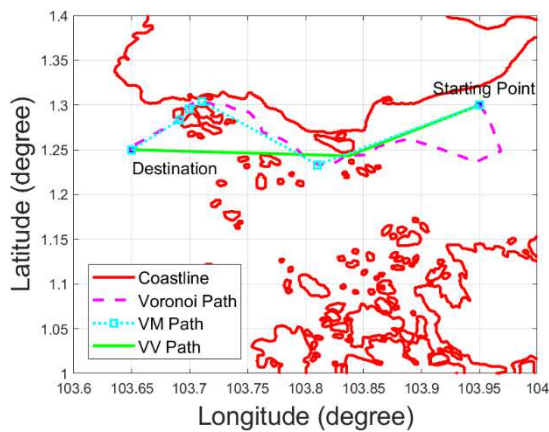 1.4
1.35
1.3
1.25
1.2
1.15
1.1
1.05
1
Latitude (degree)
Starting Point
Destination
Coastline
Voronoi Path
VM Path
VV Path
103.6
103.65
103.7
103.75
103.8
103.85
103.9
103.95
104
Longitude (degree)